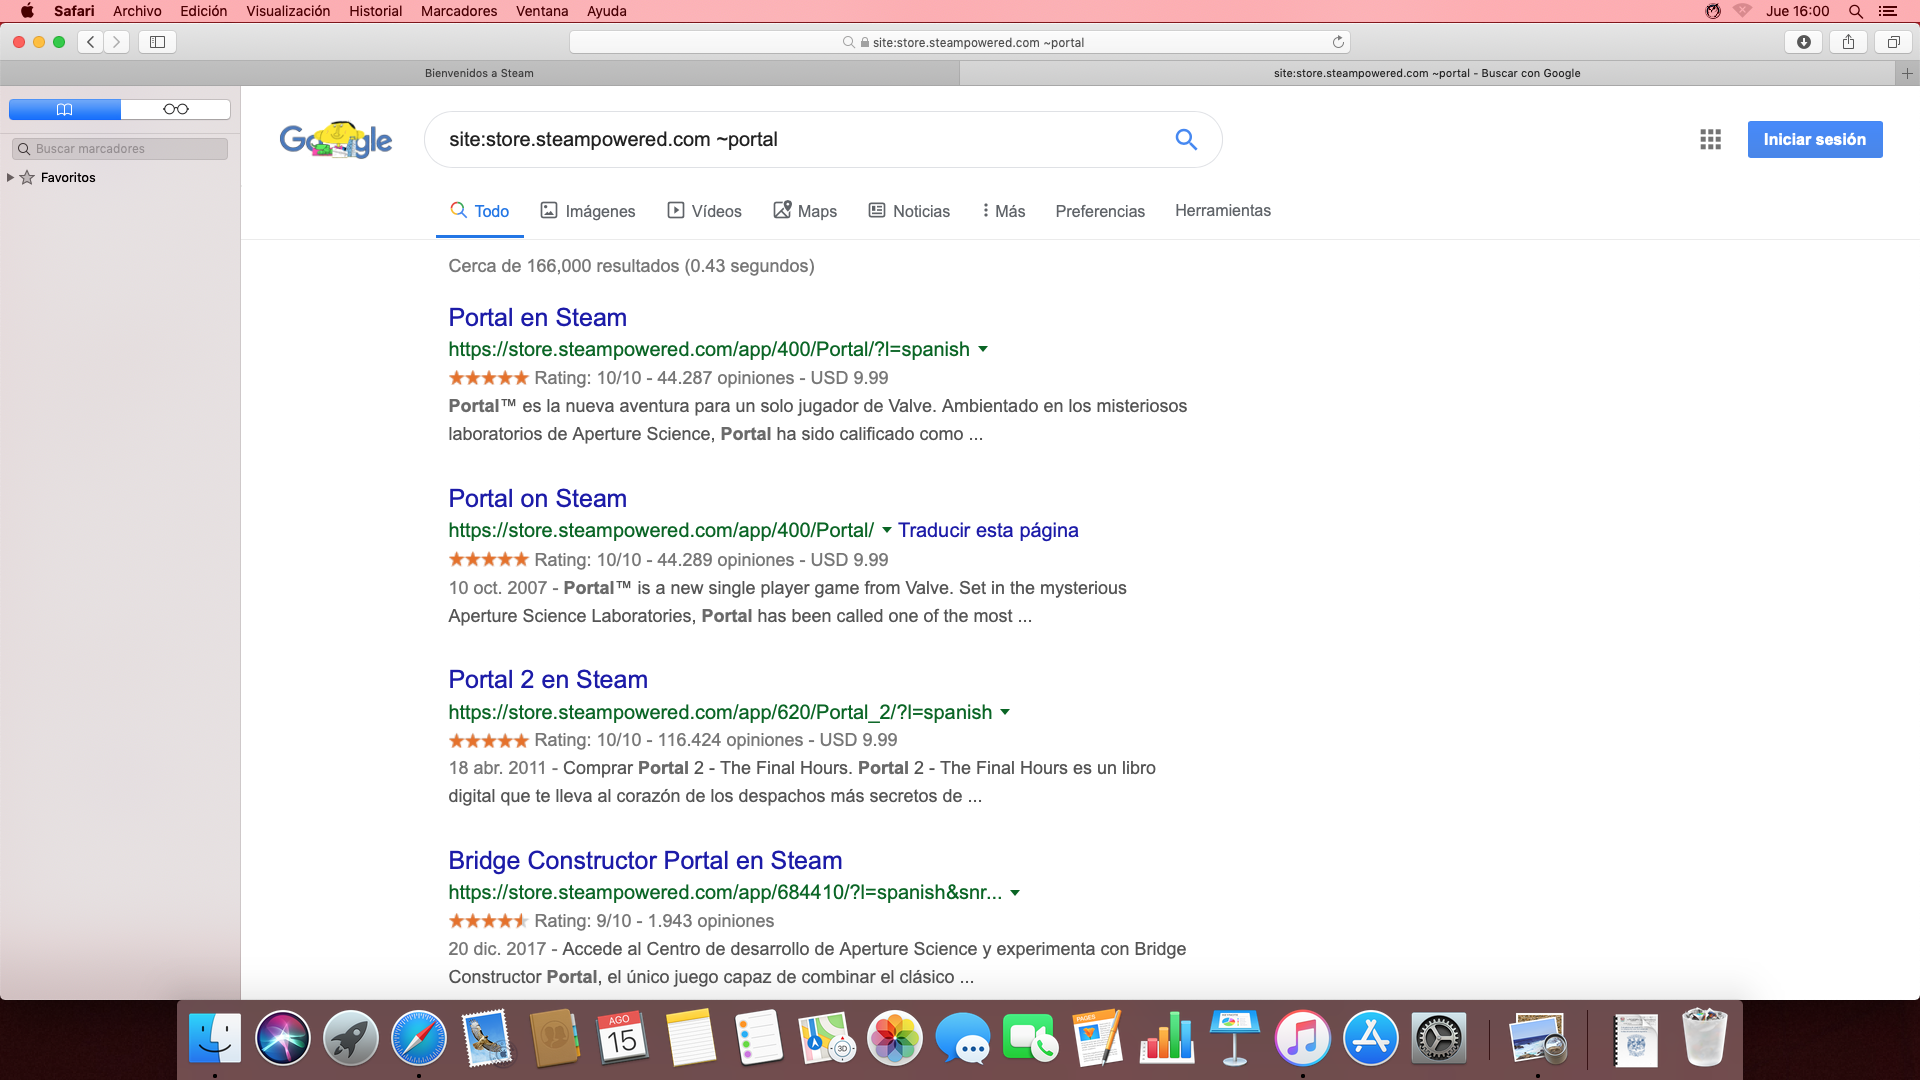 Safari Archivo Edición Visualización Historial Marcadores Ventana Ayuda Jue 16:00
site:store.steampowered.com ~portal
Bienvenidos a Steam
site:store.steampowered.com ~portal - Buscar con Google
Buscar marcadores
Favoritos
Google
site:store.steampowered.com ~portal
Iniciar sesión
Todo Imágenes Vídeos Maps Noticias Más Preferencias Herramientas
Cerca de 166,000 resultados (0.43 segundos)
Portal en Steam
https://store.steampowered.com/app/400/Portal/?l=spanish
Rating: 10/10 - 44.287 opiniones - USD 9.99
Portal™ es la nueva aventura para un solo jugador de Valve. Ambientado en los misteriosos
laboratorios de Aperture Science, Portal ha sido calificado como ...
Portal on Steam
https://store.steampowered.com/app/400/Portal/ Traducir esta página
Rating: 10/10 - 44.289 opiniones - USD 9.99
10 oct. 2007 - Portal™ is a new single player game from Valve. Set in the mysterious
Aperture Science Laboratories, Portal has been called one of the most ...
Portal 2 en Steam
https://store.steampowered.com/app/620/Portal_2/?l=spanish
Rating: 10/10 - 116.424 opiniones - USD 9.99
18 abr. 2011 - Comprar Portal 2 - The Final Hours. Portal 2 - The Final Hours es un libro
digital que te lleva al corazón de los despachos más secretos de ...
Bridge Constructor Portal en Steam
https://store.steampowered.com/app/684410/?l=spanish&snr...
Rating: 9/10 - 1.943 opiniones
20 dic. 2017 - Accede al Centro de desarrollo de Aperture Science y experimenta con Bridge
Constructor Portal, el único juego capaz de combinar el clásico ...
AGO
15
3D
PAGES